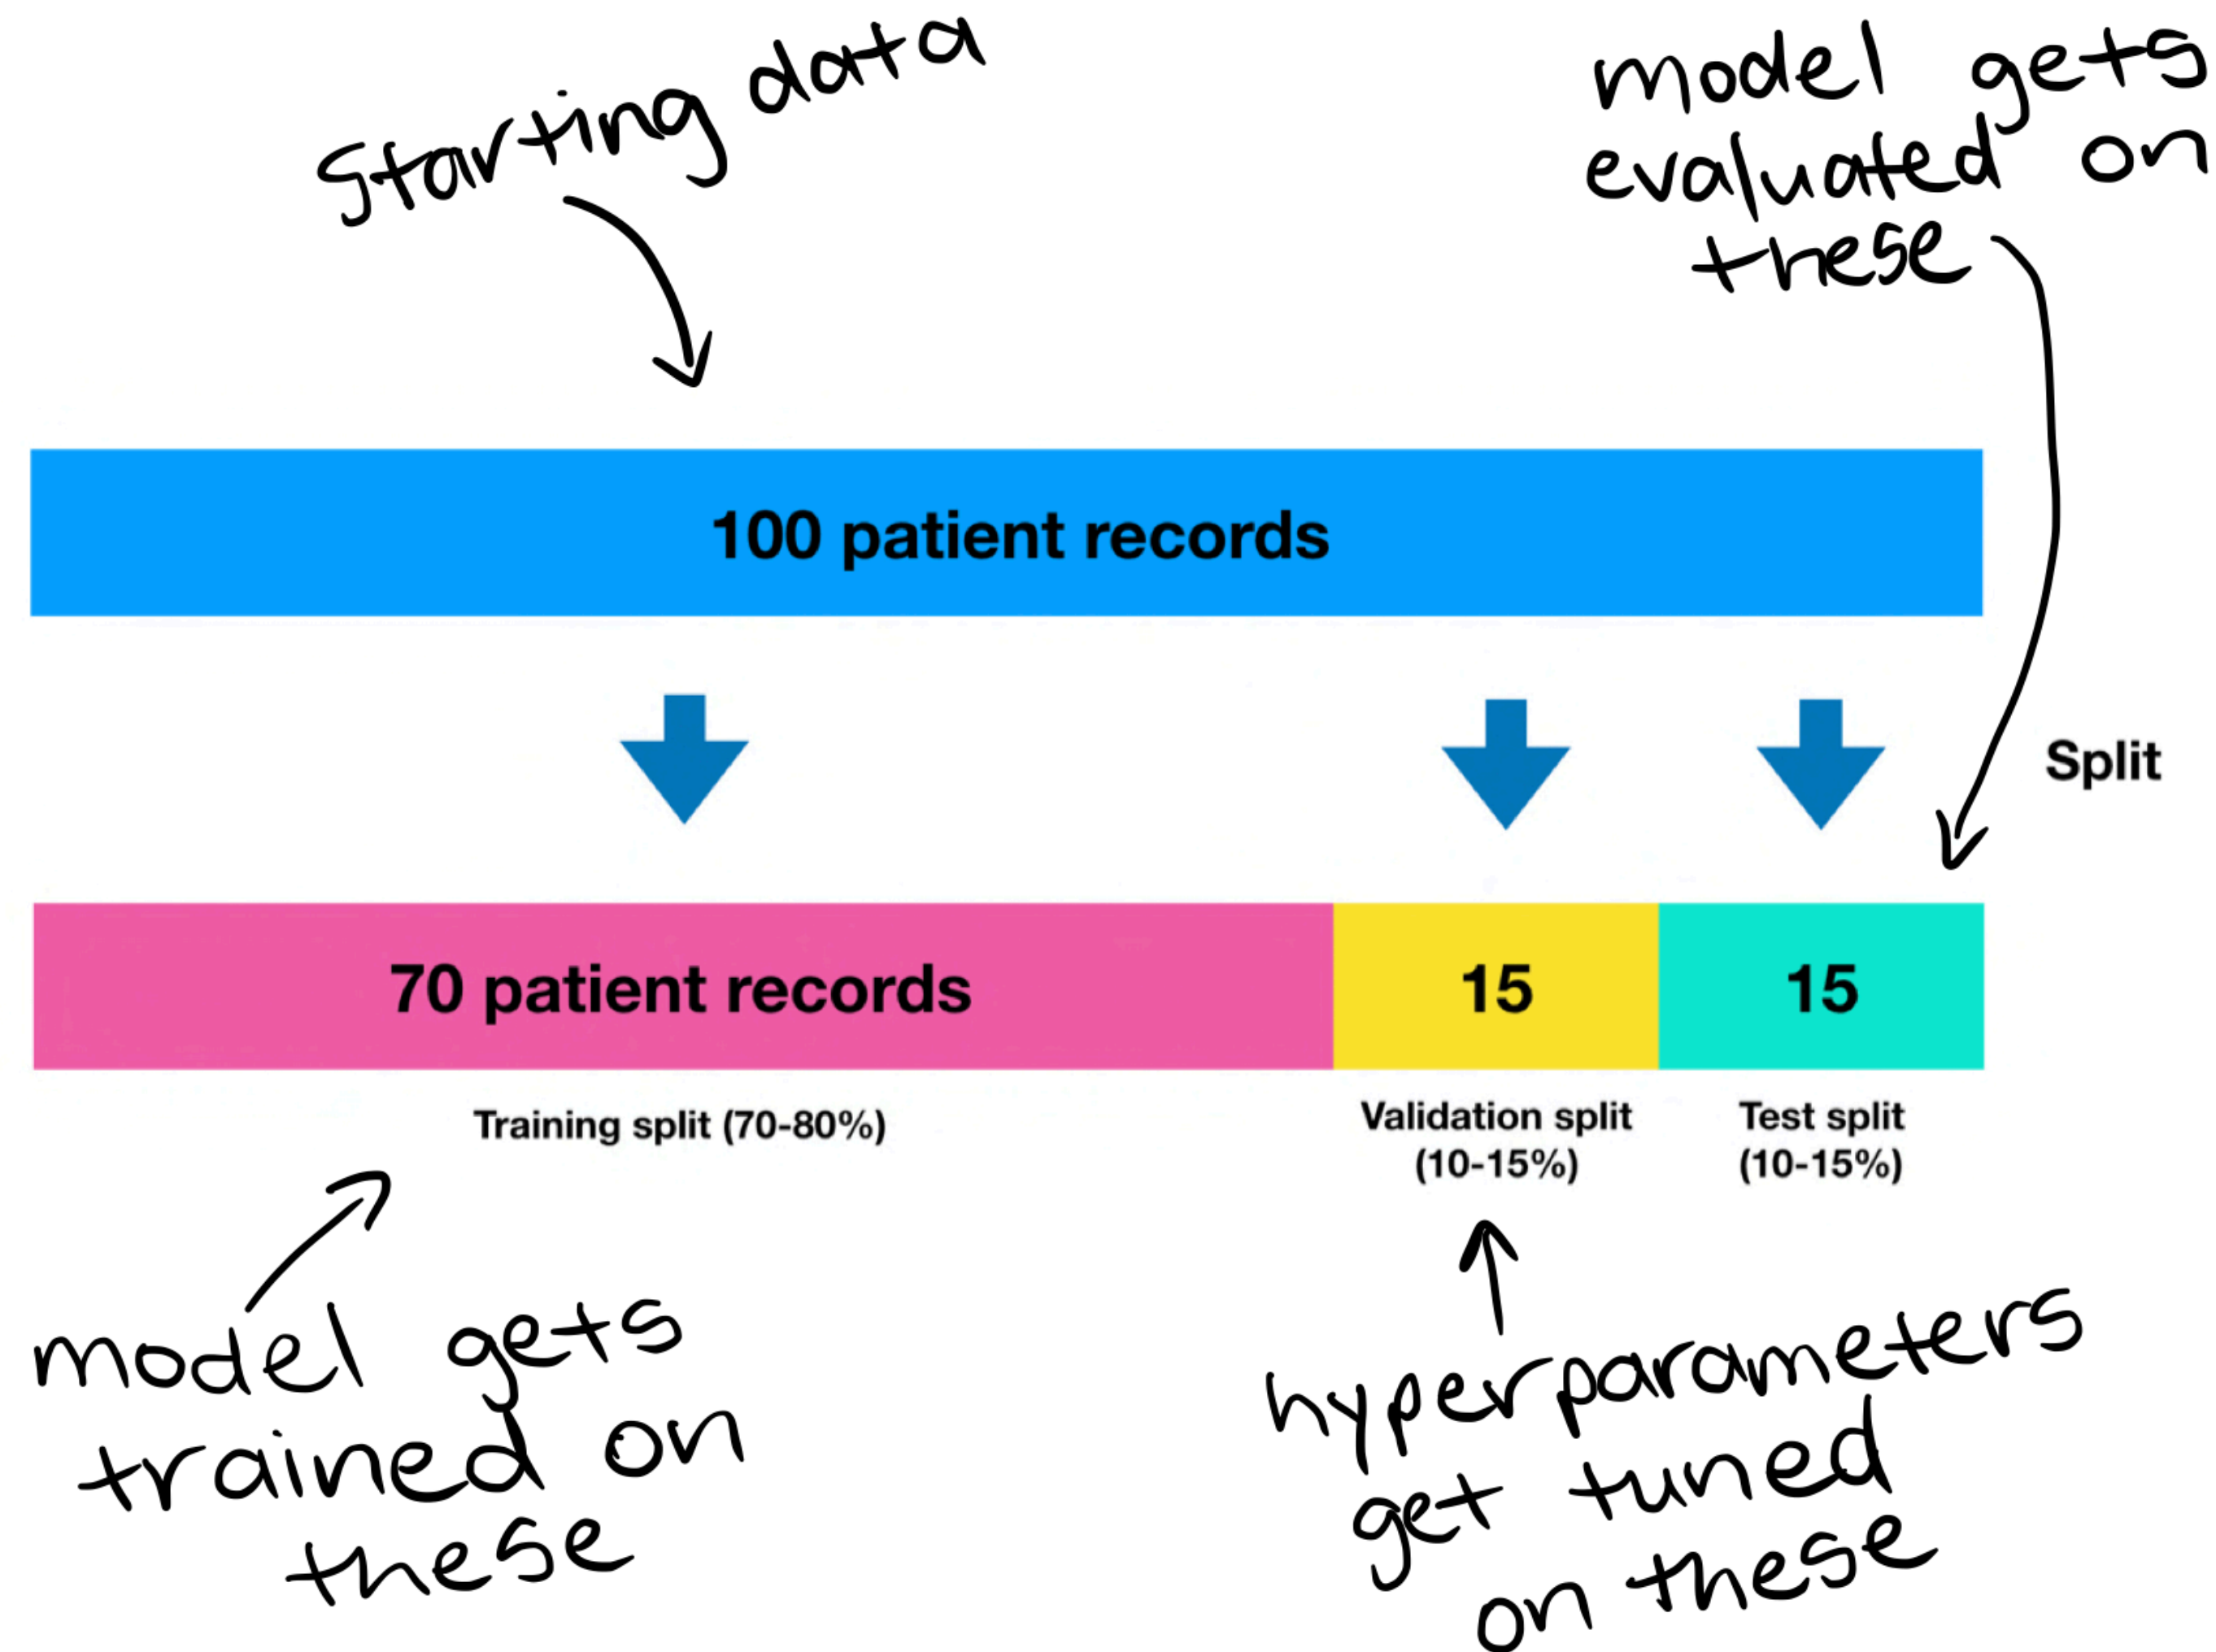 Starting data
model gets
evaluated on
these
100 patient records
Split
70 patient records
15
15
Training split (70-80%)
Validation split
(10-15%)
Test split
(10-15%)
model gets
trained on
these
hyperparameters
get tuned
on these